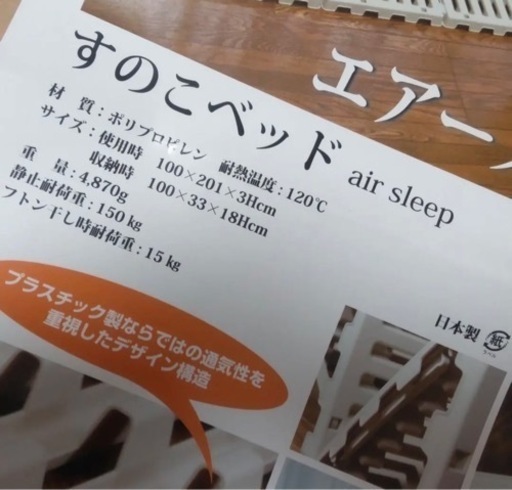 エアー
すのこベッド air sleep
材 質：ポリプロピレン 耐熱温度：120℃
サイズ：使用時 100×201×3Hcm
収納時 100×33×18Hcm
重 量：4,870g
静止耐荷重：150kg
フトン干し時耐荷重：15kg
プラスチック製ならではの通気性を
重視したデザイン構造
日本製
紙